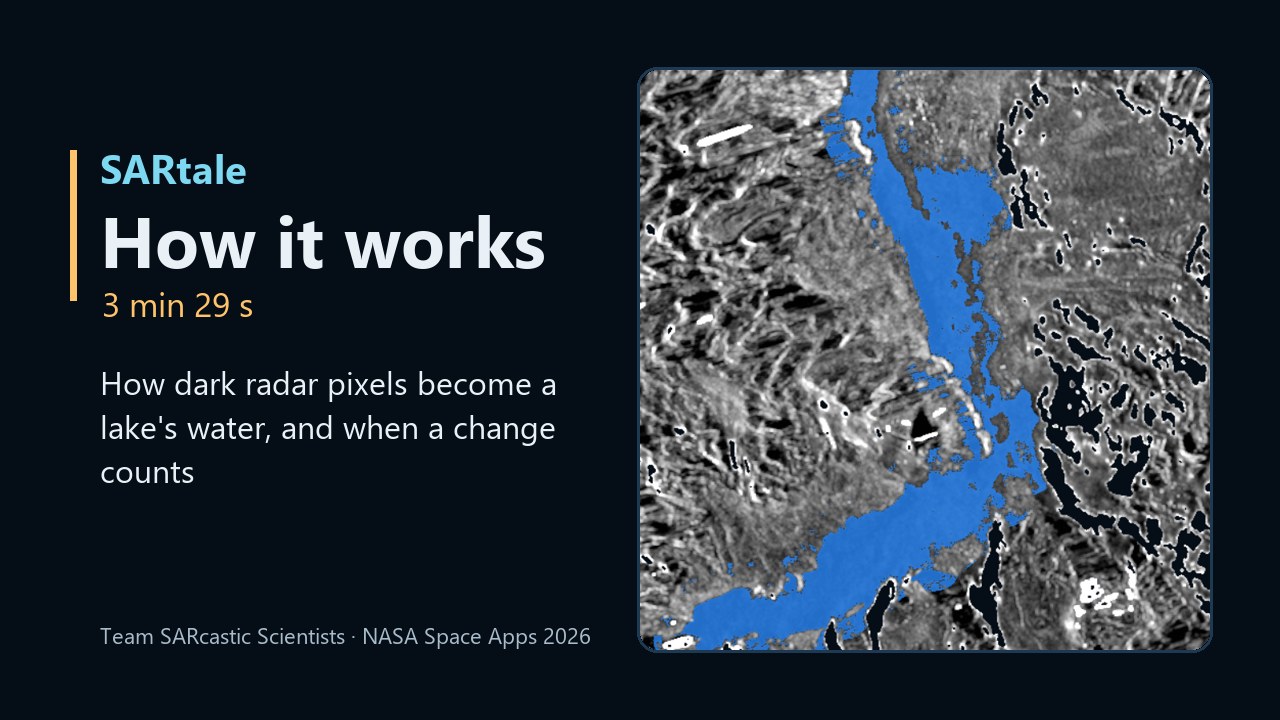 SARtale
How it works
3 min 29 s
How dark radar pixels become a
lake's water, and when a change
counts
Team SARcastic Scientists · NASA Space Apps 2026